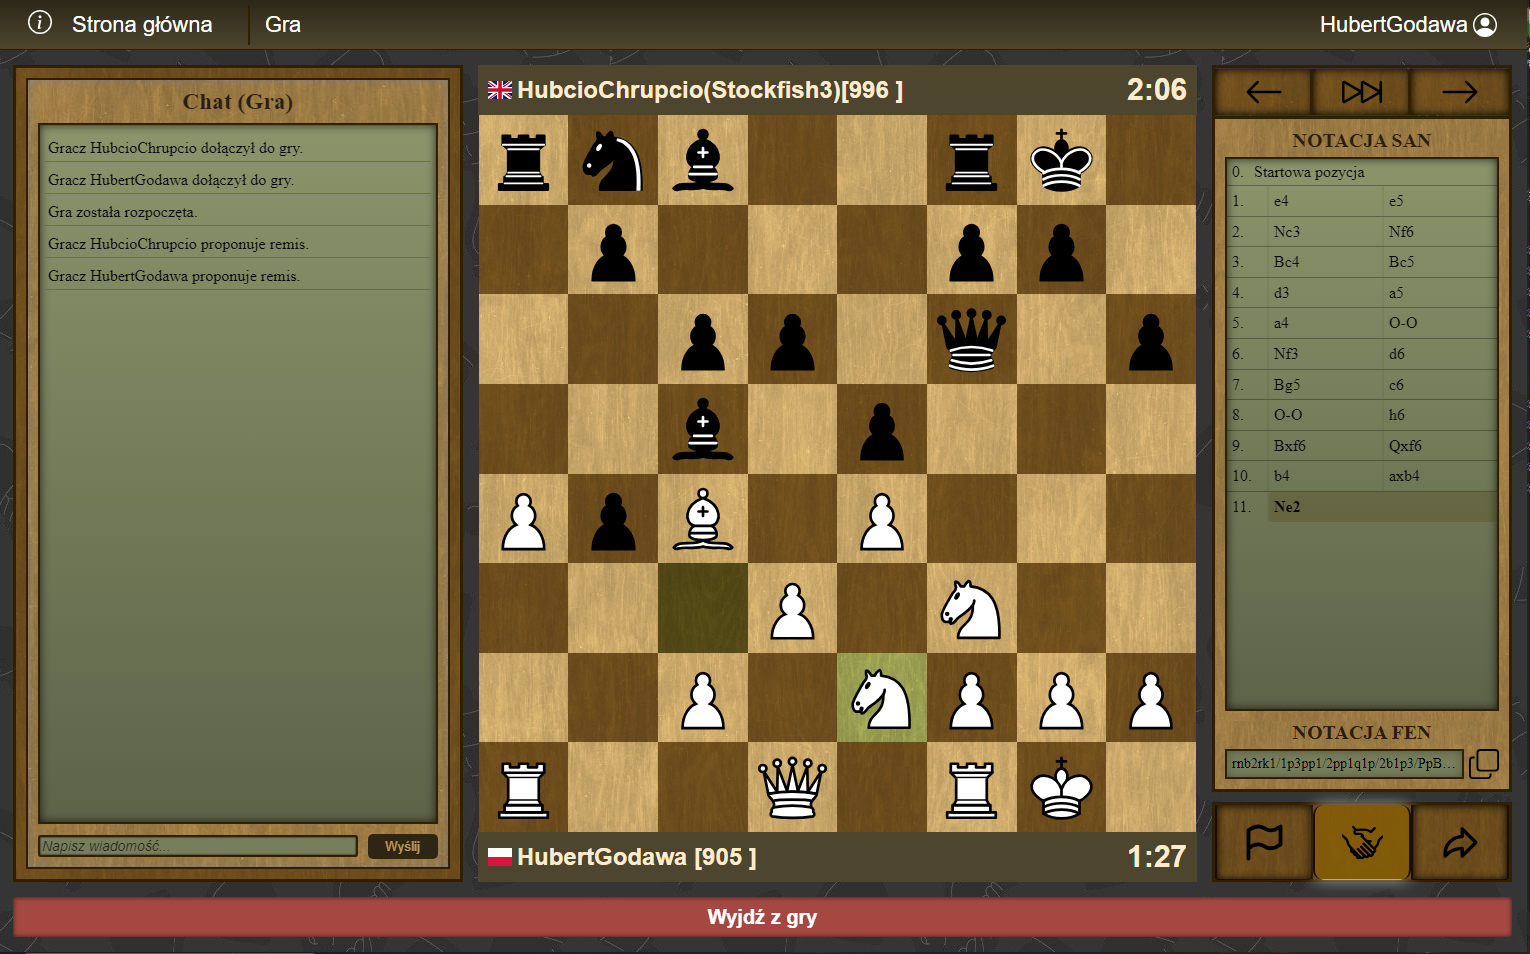 Strona główna
Gra
HubertGodawa
Chat (Gra)
Gracz HubcioChrupcio dołączył do gry.
Gracz HubertGodawa dołączył do gry.
Gra została rozpoczęta.
Gracz HubcioChrupcio proponuje remis.
Gracz HubertGodawa proponuje remis.
Napisz wiadomość...
Wyślij
HubcioChrupcio(Stockfish3)[996 ]
2:06
HubertGodawa [905 ]
1:27
NOTACJA SAN
0. Startowa pozycja
1. e4 e5
2. Nc3 Nf6
3. Bc4 Bc5
4. d3 a5
5. a4 O-O
6. Nf3 d6
7. Bg5 c6
8. O-O h6
9. Bxf6 Qxf6
10. b4 axb4
11. Ne2
NOTACJA FEN
rnb2rk1/1p3pp1/2pp1q1p/2b1p3/PpB...
Wyjdź z gry